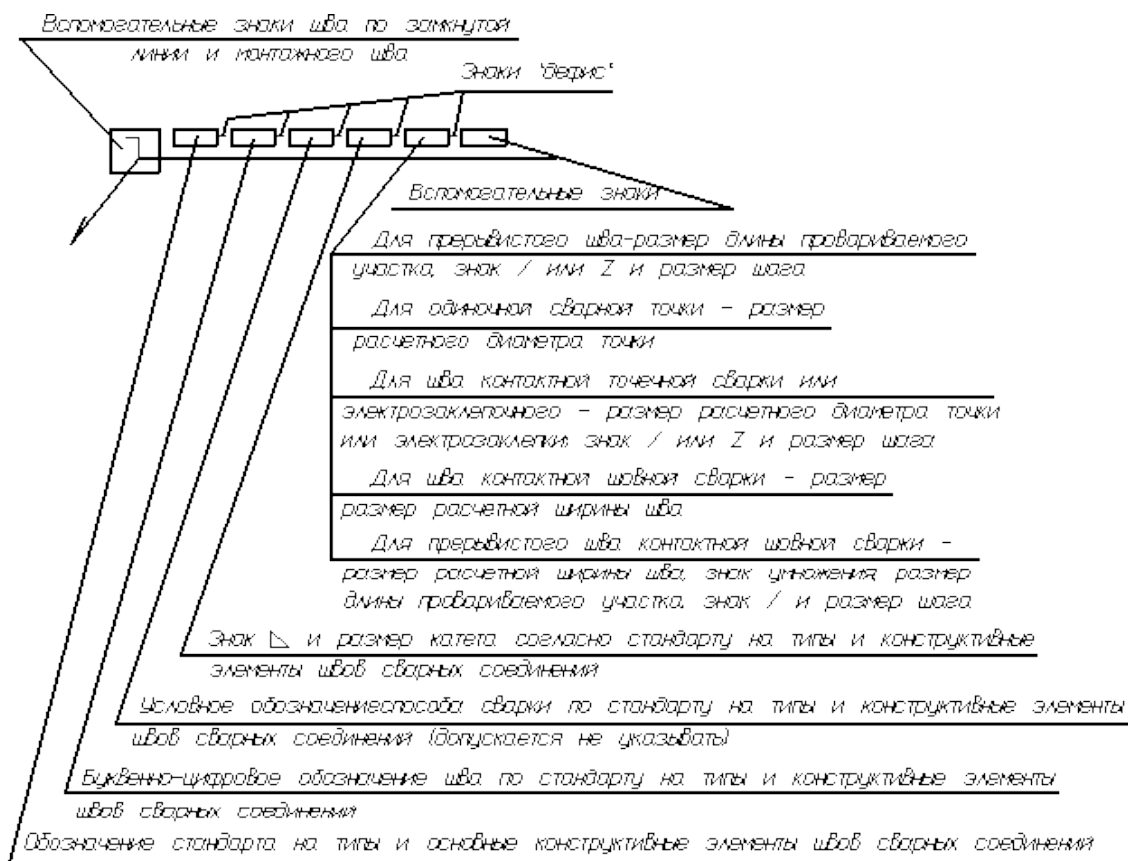 Вспомогательные знаки шва по замкнутой
линии и монтажного шва
Знаки "дефис"
Вспомогательные знаки
Для прерывистого шва-размер длины провариваемого
участка, знак / или Z и размер шага
Для одиночной сварной точки - размер
расчетного диаметра точки
Для шва контактной точечной сварки или
электрозаклепочного - размер расчетного диаметра точки
или электрозаклепки; знак / или Z и размер шага
Для шва контактной шовной сварки - размер
размер расчетной ширины шва
Для прерывистого шва контактной шовной сварки -
размер расчетной ширины шва, знак умножения, размер
длины провариваемого участка, знак / и размер шага
Знак ◺ и размер катета согласно стандарту на типы и конструктивные
элементы швов сварных соединений
Условное обозначениеспособа сварки по стандарту на типы и конструктивные элементы
швов сварных соединений (допускается не указывать)
Буквенно-цифровое обозначение шва по стандарту на типы и конструктивные элементы
швов сварных соединений
Обозначение стандарта на типы и основные конструктивные элементы швов сварных соединений